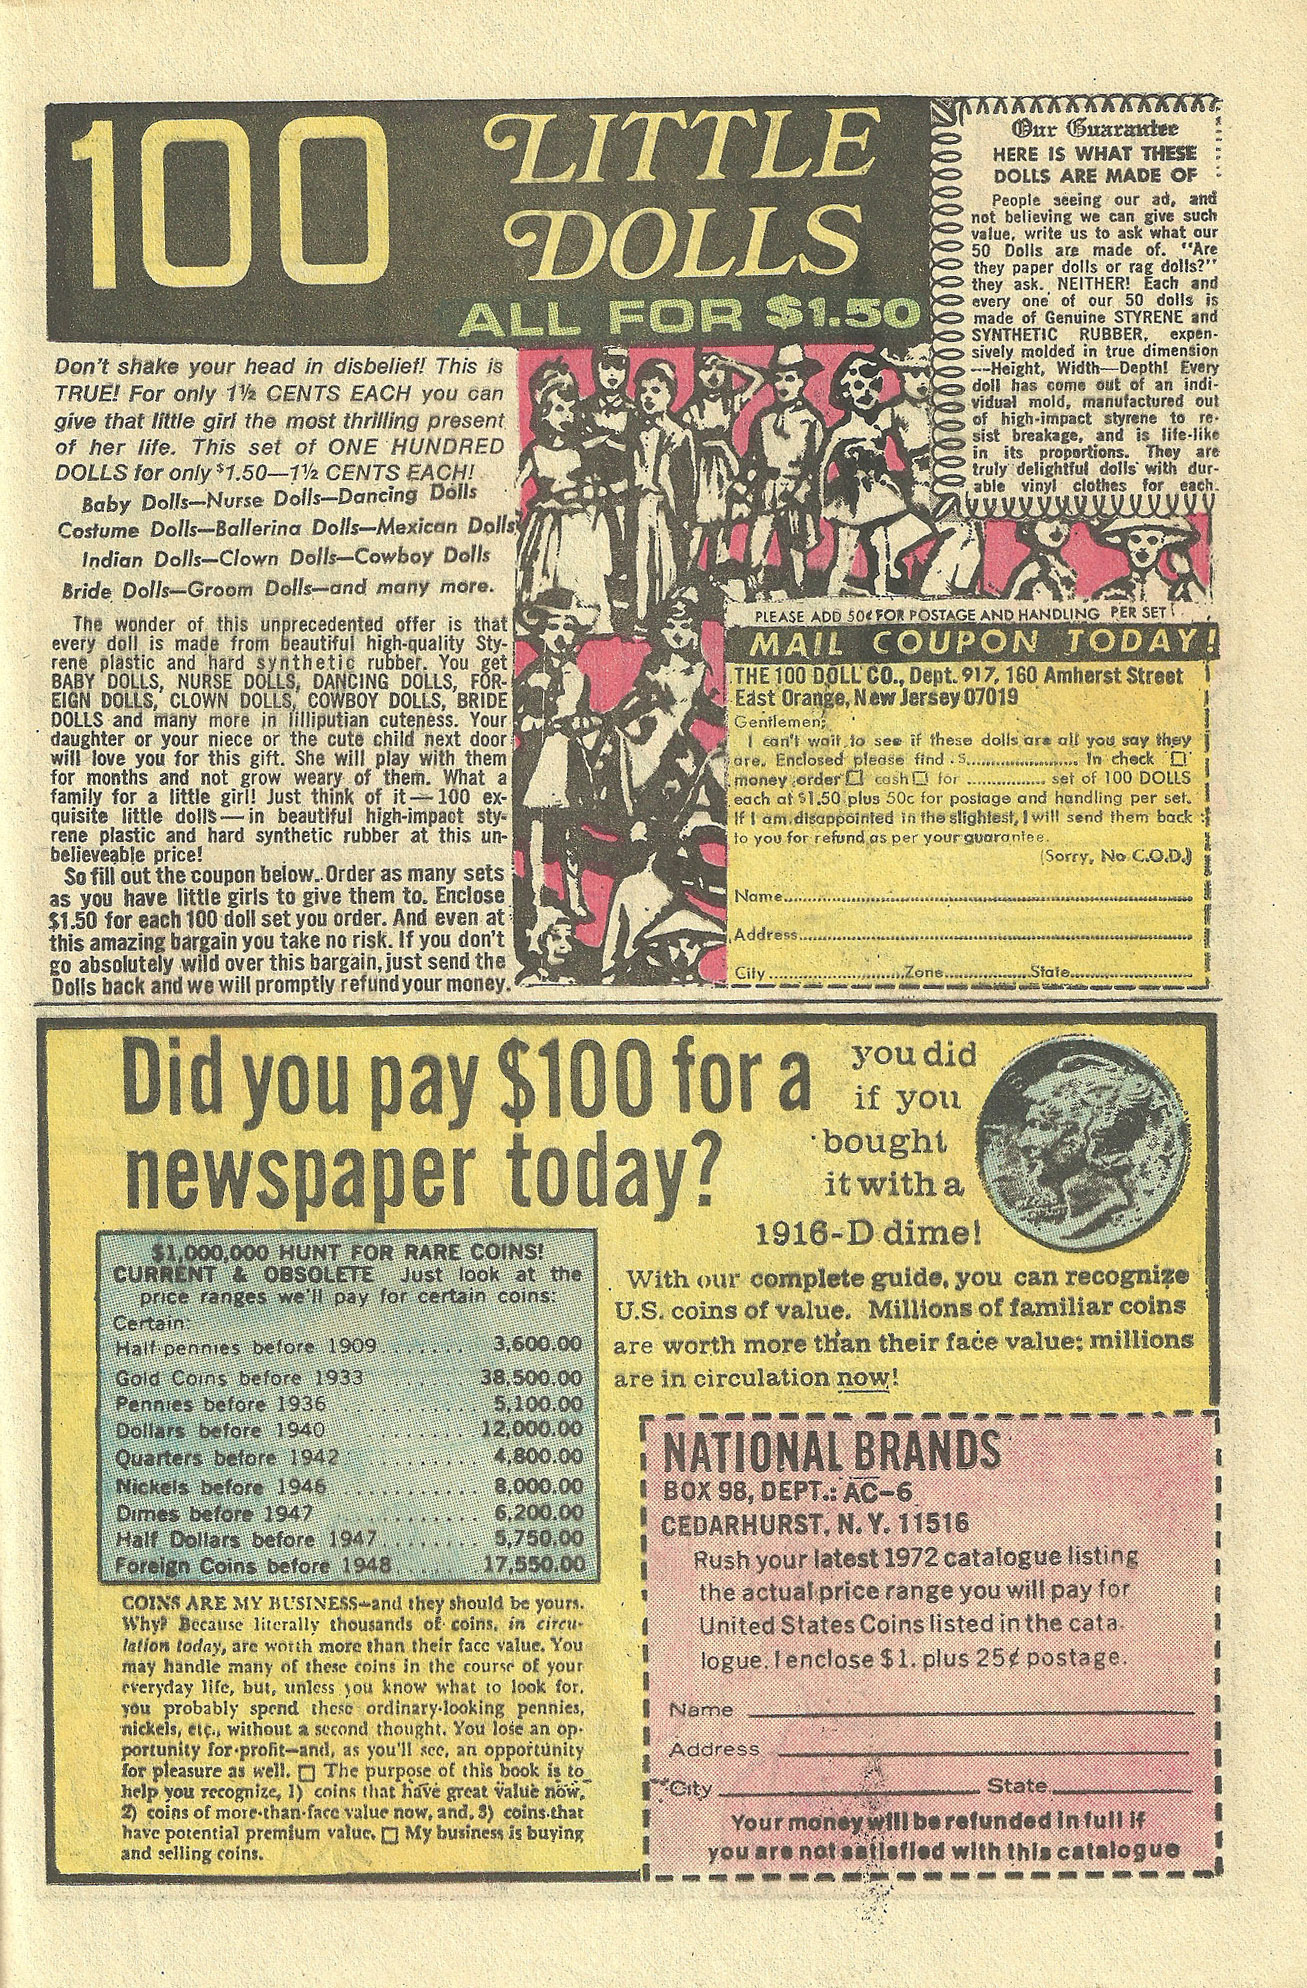 100
LITTLE
DOLLS
ALL FOR $1.50
Our Guarantee
HERE IS WHAT THESE
DOLLS ARE MADE OF
People seeing our ad, and
not believing we can give such
value, write us to ask what our
50 Dolls are made of. "Are
they paper dolls or rag dolls?"
they ask. NEITHER! Each and
every one of our 50 dolls is
made of Genuine STYRENE and
SYNTHETIC RUBBER, expen-
sively molded in true dimension
---Height, Width—Depth! Every
doll has come out of an indi-
vidual mold, manufactured out
of high-impact styrene to re-
sist breakage, and is life-like
in its proportions. They are
truly delightful dolls with dur-
able vinyl clothes for each.
Don't shake your head in disbelief! This is
TRUE! For only 1½ CENTS EACH you can
give that little girl the most thrilling present
of her life. This set of ONE HUNDRED
DOLLS for only $1.50—1½ CENTS EACH!
Baby Dolls—Nurse Dolls—Dancing Dolls
Costume Dolls—Ballerina Dolls—Mexican Dolls
Indian Dolls—Clown Dolls—Cowboy Dolls
Bride Dolls—Groom Dolls—and many more.
The wonder of this unprecedented offer is that
every doll is made from beautiful high-quality Sty-
rene plastic and hard synthetic rubber. You get
BABY DOLLS, NURSE DOLLS, DANCING DOLLS, FOR-
EIGN DOLLS, CLOWN DOLLS, COWBOY DOLLS, BRIDE
DOLLS and many more in lilliputian cuteness. Your
daughter or your niece or the cute child next door
will love you for this gift. She will play with them
for months and not grow weary of them. What a
family for a little girl! Just think of it—100 ex-
quisite little dolls—in beautiful high-impact sty-
rene plastic and hard synthetic rubber at this un-
believeable price!
So fill out the coupon below. Order as many sets
as you have little girls to give them to. Enclose
$1.50 for each 100 doll set you order. And even at
this amazing bargain you take no risk. If you don't
go absolutely wild over this bargain, just send the
Dolls back and we will promptly refund your money.
PLEASE ADD 50¢ FOR POSTAGE AND HANDLING PER SET!
MAIL COUPON TODAY!
THE 100 DOLL CO., Dept. 917, 160 Amherst Street
East Orange, New Jersey 07019
Gentlemen:
I can't wait to see if these dolls are all you say they
are. Enclosed please find $.................... In check ☐
money order ☐ cash ☐ for .............. set of 100 DOLLS
each at $1.50 plus 50c for postage and handling per set.
If I am disappointed in the slightest, I will send them back
to you for refund as per your guarantee.
(Sorry, No C.O.D.)
Name
Address
City Zone State
Did you pay $100 for a
newspaper today?
you did
if you
bought
it with a
1916-D dime!
$1,000,000 HUNT FOR RARE COINS!
CURRENT & OBSOLETE Just look at the
price ranges we'll pay for certain coins:
Certain:
Half-pennies before 1909 3,600.00
Gold Coins before 1933 ........ 38,500.00
Pennies before 1936 ............. 5,100.00
Dollars before 1940 ............ 12,000.00
Quarters before 1942 ........... 4,800.00
Nickels before 1946 ............. 8,000.00
Dimes before 1947 ............... 6,200.00
Half Dollars before 1947........ 5,750.00
Foreign Coins before 1948 17,550.00
With our complete guide, you can recognize
U.S. coins of value. Millions of familiar coins
are worth more than their face value; millions
are in circulation now!
COINS ARE MY BUSINESS—and they should be yours.
Why? Because literally thousands of coins, in circu-
lation today, are worth more than their face value. You
may handle many of these coins in the course of your
everyday life, but, unless you know what to look for,
you probably spend these ordinary-looking pennies,
nickels, etc., without a second thought. You lose an op-
portunity for-profit—and, as you'll see, an opportunity
for pleasure as well. ☐ The purpose of this book is to
help you recognize, 1) coins that have great value now,
2) coins of more-than-face value now, and, 3) coins that
have potential premium value. ☐ My business is buying
and selling coins.
NATIONAL BRANDS
BOX 98, DEPT.: AC-6
CEDARHURST, N. Y. 11516
Rush your latest 1972 catalogue listing
the actual price range you will pay for
United States Coins listed in the cata-
logue. I enclose $1. plus 25¢ postage.
Name
Address
City State
Your money will be refunded in full if
you are not satisfied with this catalogue